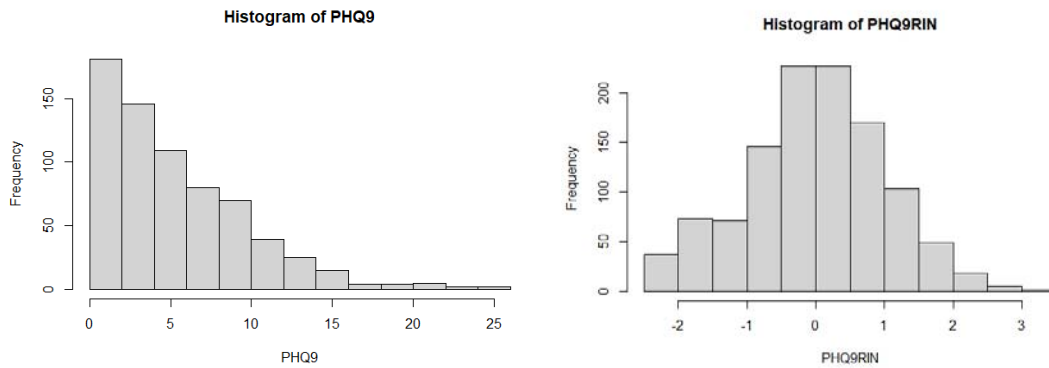 Histogram of PHQ9
Frequency
0 50 100 150
0 5 10 15 20 25
PHQ9
Histogram of PHQ9RIN
Frequency
0 50 100 150 200
-2 -1 0 1 2 3
PHQ9RIN